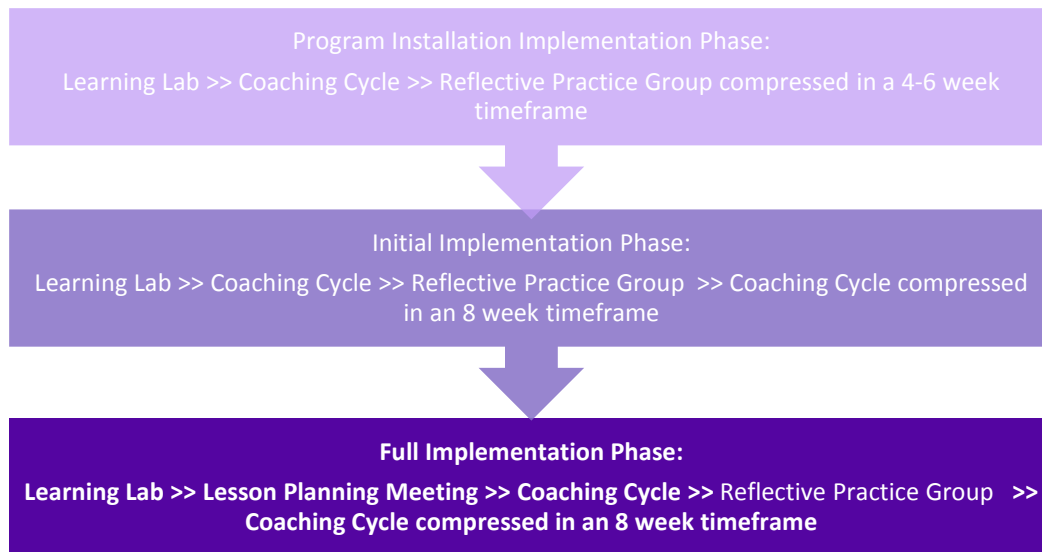 Program Installation Implementation Phase:
Learning Lab >> Coaching Cycle >> Reflective Practice Group compressed in a 4-6 week
timeframe
Initial Implementation Phase:
Learning Lab >> Coaching Cycle >> Reflective Practice Group >> Coaching Cycle compressed
in an 8 week timeframe
Full Implementation Phase:
Learning Lab >> Lesson Planning Meeting >> Coaching Cycle >> Reflective Practice Group >>
Coaching Cycle compressed in an 8 week timeframe